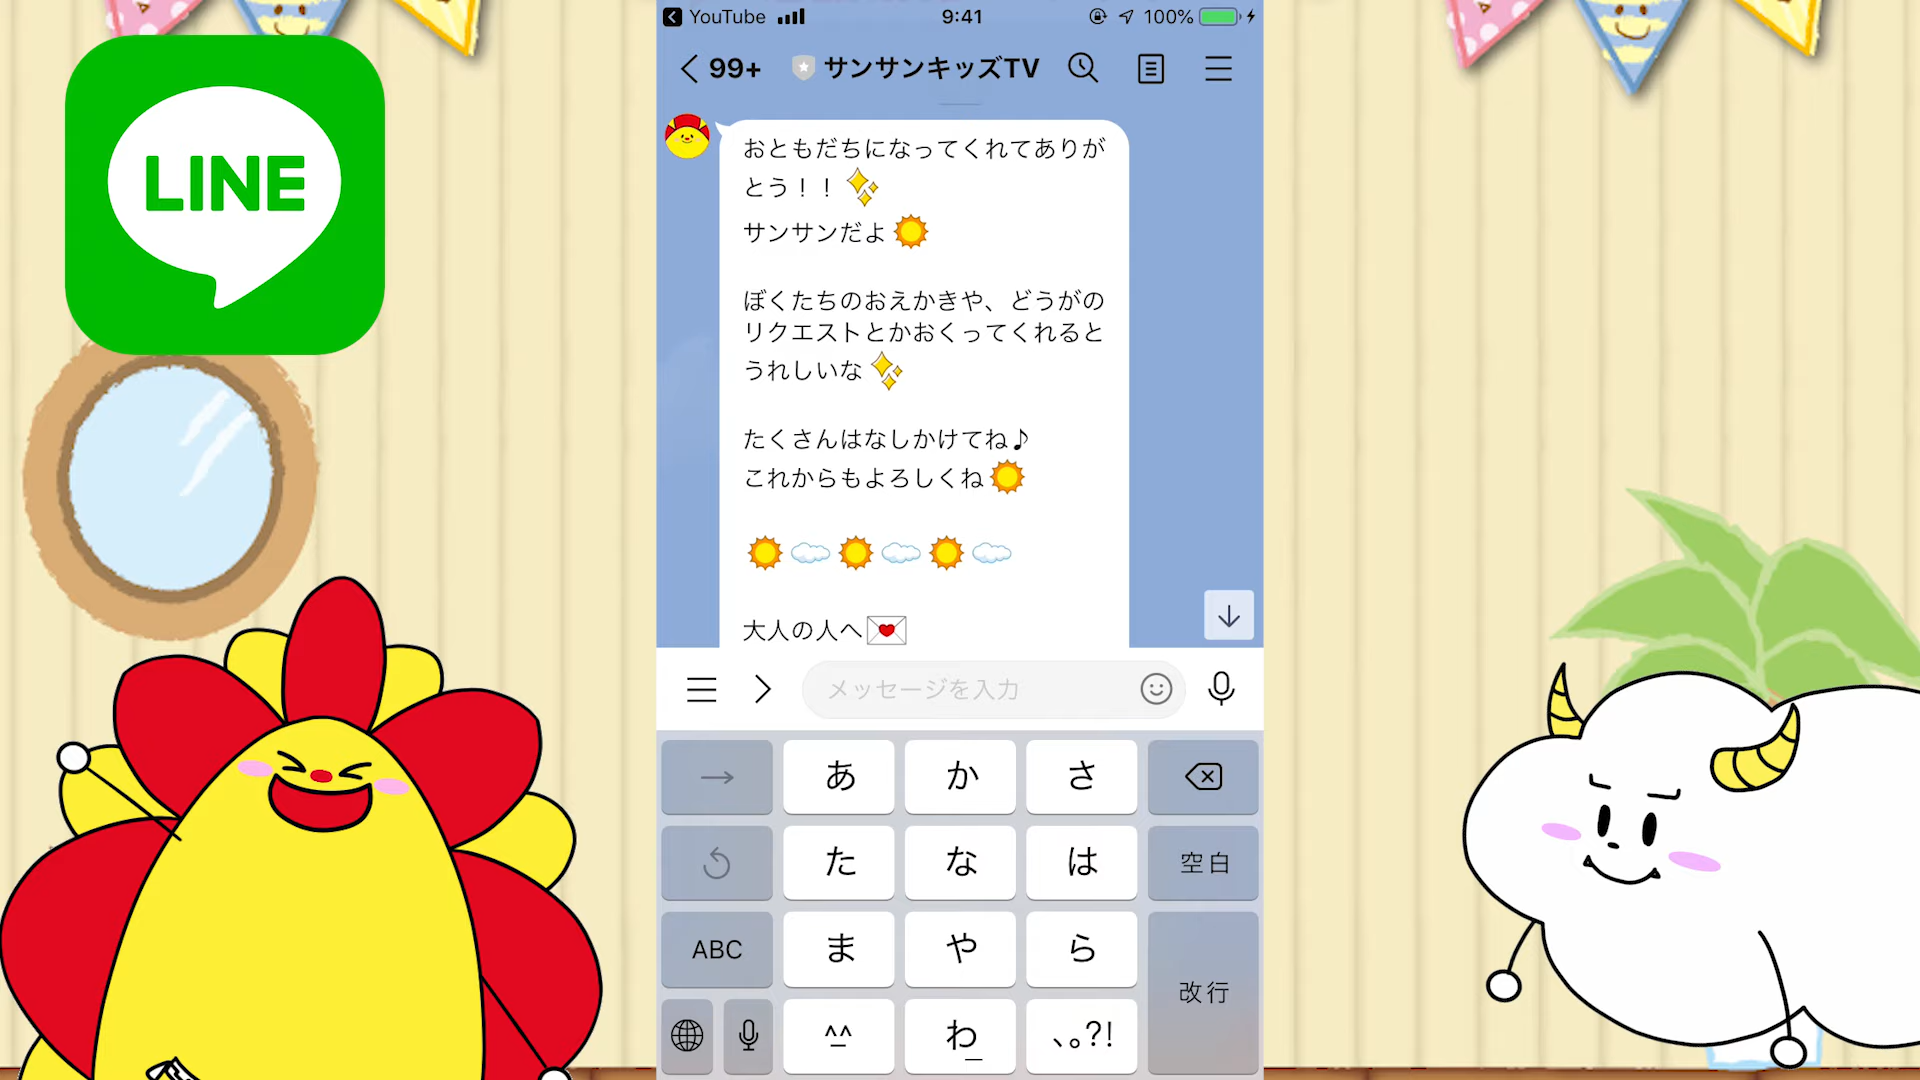 LINE
YouTube
9:41
100%
99+
サンサンキッズTV
おともだちになってくれてありが
とう！！
サンサンだよ
ぼくたちのおえかきや、どうがの
リクエストとかおくってくれると
うれしいな
たくさんはなしかけてね♪
これからもよろしくね
大人の人へ
メッセージを入力
→
あ
か
さ
た
な
は
空白
ABC
ま
や
ら
改行
^^
わ
、。?!